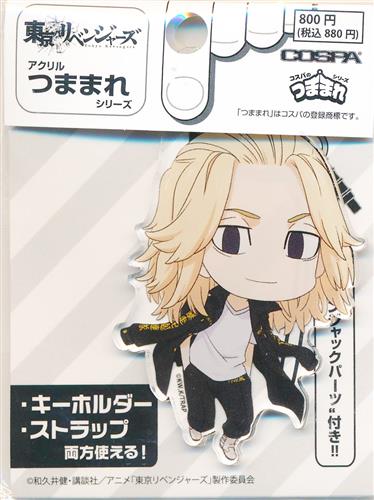 東京リベンジャーズ
Tokyo Revengers
アクリル
つままれ
シリーズ
800円
(税込 880円)
COSPA
コスパの
つままれ
シリーズ
「つままれ」はコスパの登録商標です。
ジャックパーツ"付き!!
©KW,K/TRAP
・キーホルダー
・ストラップ
両方使える!
©和久井健・講談社/アニメ「東京リベンジャーズ」製作委員会